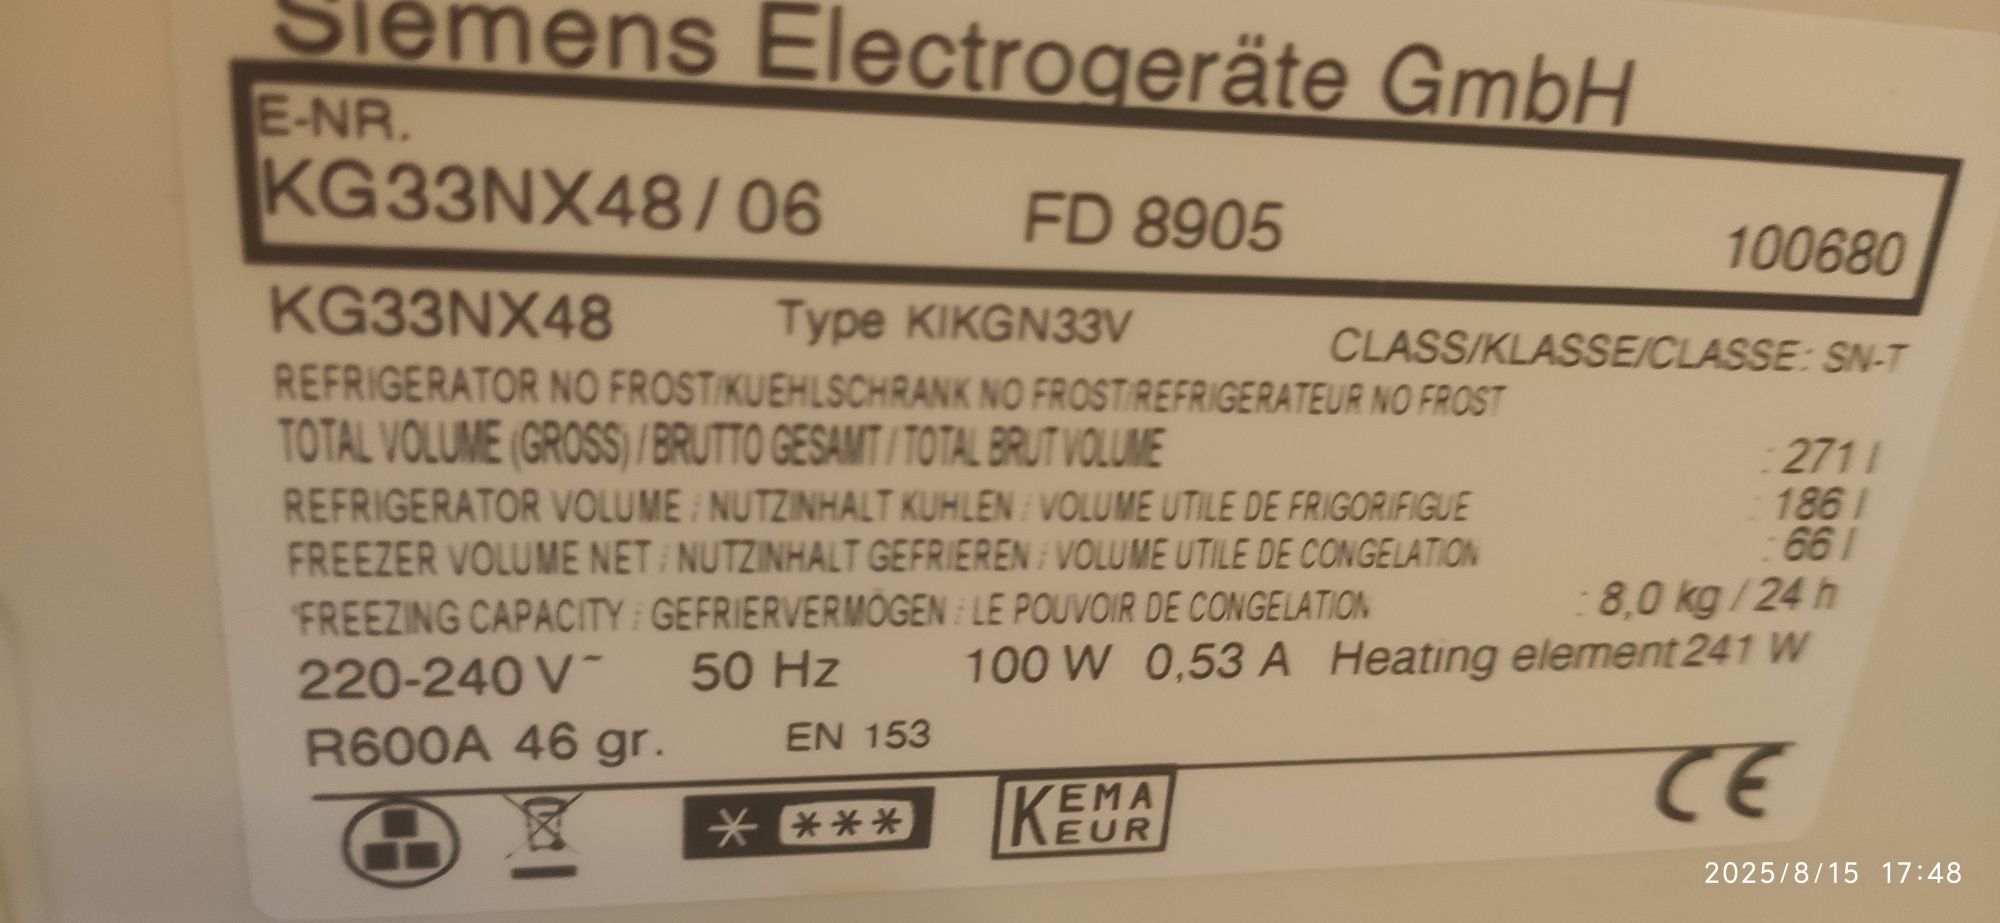 Siemens Electrogeräte GmbH
E-NR.
KG33NX48 / 06 FD 8905 100680
KG33NX48 Type KIKGN33V CLASS/KLASSE/CLASSE: SN-T
REFRIGERATOR NO FROST/KUEHLSCHRANK NO FROST/REFRIGERATEUR NO FROST
TOTAL VOLUME (GROSS) / BRUTTO GESAMT / TOTAL BRUT VOLUME : 271 l
REFRIGERATOR VOLUME : NUTZINHALT KUHLEN : VOLUME UTILE DE FRIGORIFIGUE : 186 l
FREEZER VOLUME NET : NUTZINHALT GEFRIEREN : VOLUME UTILE DE CONGELATION : 66 l
*FREEZING CAPACITY : GEFRIERVERMÖGEN : LE POUVOIR DE CONGELATION : 8,0 kg / 24 h
220-240 V~ 50 Hz 100 W 0,53 A Heating element 241 W
R600A 46 gr. EN 153
* ***
KEMA
EUR
CE
2025/8/15 17:48